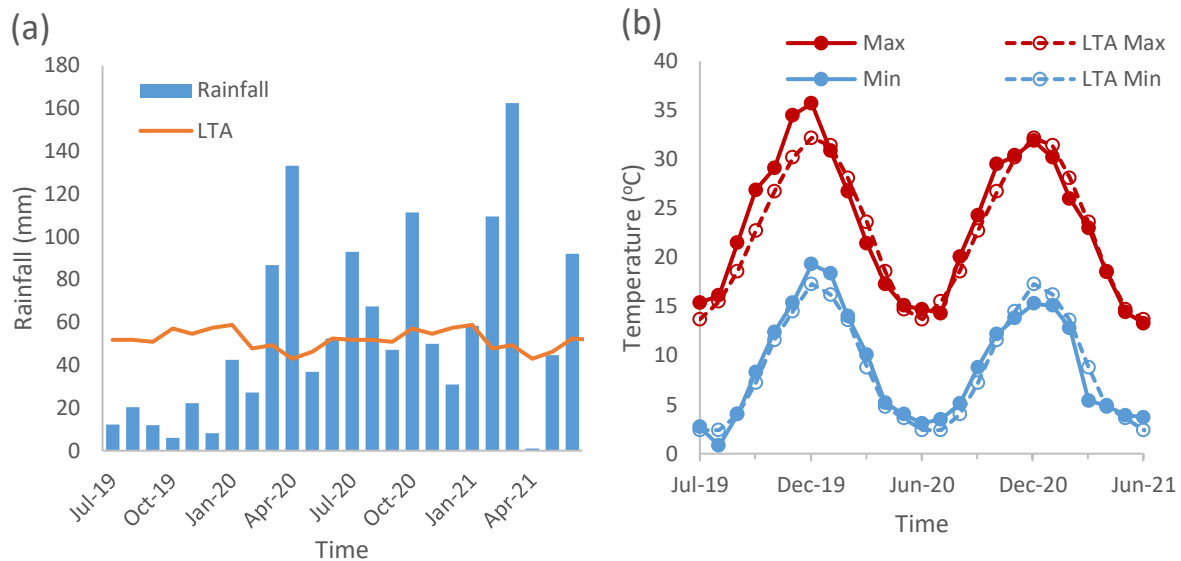 (a)
180
160
140
120
100
80
60
40
20
0
Rainfall (mm)
Rainfall
LTA
Jul-19
Oct-19
Jan-20
Apr-20
Jul-20
Oct-20
Jan-21
Apr-21
Time
(b)
Max
LTA Max
Min
LTA Min
40
35
30
25
20
15
10
5
0
Temperature (oC)
Jul-19
Dec-19
Jun-20
Dec-20
Jun-21
Time